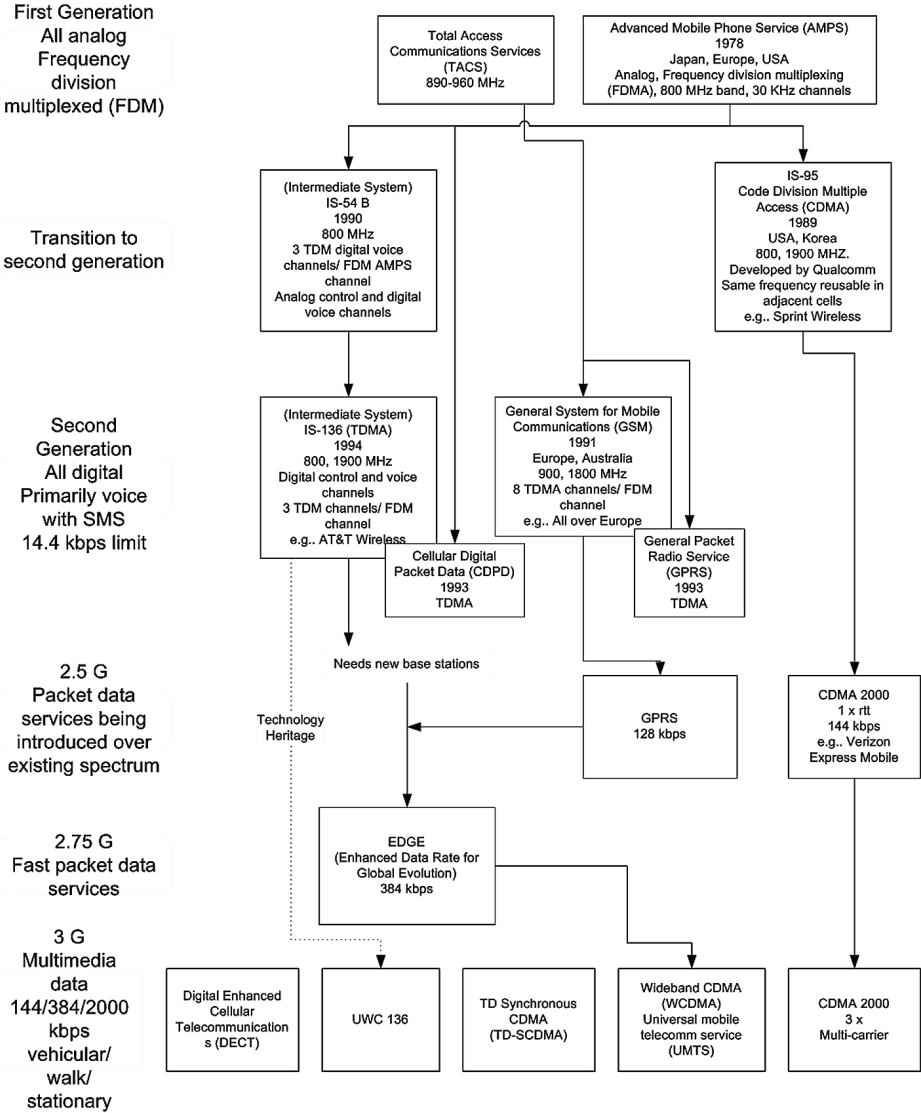 First Generation
All analog
Frequency
division
multiplexed (FDM)
Total Access
Communications Services
(TACS)
890-960 MHz
Advanced Mobile Phone Service (AMPS)
1978
Japan, Europe, USA
Analog, Frequency division multiplexing
(FDMA), 800 MHz band, 30 KHz channels
Transition to
second generation
(Intermediate System)
IS-54 B
1990
800 MHz
3 TDM digital voice
channels/ FDM AMPS
channel
Analog control and digital
voice channels
IS-95
Code Division Multiple
Access (CDMA)
1989
USA, Korea
800, 1900 MHZ.
Developed by Qualcomm
Same frequency reusable in
adjacent cells
e.g.. Sprint Wireless
Second
Generation
All digital
Primarily voice
with SMS
14.4 kbps limit
(Intermediate System)
IS-136 (TDMA)
1994
800, 1900 MHz
Digital control and voice
channels
3 TDM channels/ FDM
channel
e.g.. AT&T Wireless
Cellular Digital
Packet Data (CDPD)
1993
TDMA
General System for Mobile
Communications (GSM)
1991
Europe, Australia
900, 1800 MHz
8 TDMA channels/ FDM
channel
e.g.. All over Europe
General Packet
Radio Service
(GPRS)
1993
TDMA
2.5 G
Packet data
services being
introduced over
existing spectrum
Needs new base stations
Technology
Heritage
GPRS
128 kbps
CDMA 2000
1 x rtt
144 kbps
e.g.. Verizon
Express Mobile
2.75 G
Fast packet data
services
EDGE
(Enhanced Data Rate for
Global Evolution)
384 kbps
3 G
Multimedia
data
144/384/2000
kbps
vehicular/
walk/
stationary
Digital Enhanced
Cellular
Telecommunication
s (DECT)
UWC 136
TD Synchronous
CDMA
(TD-SCDMA)
Wideband CDMA
(WCDMA)
Universal mobile
telecomm service
(UMTS)
CDMA 2000
3 x
Multi-carrier